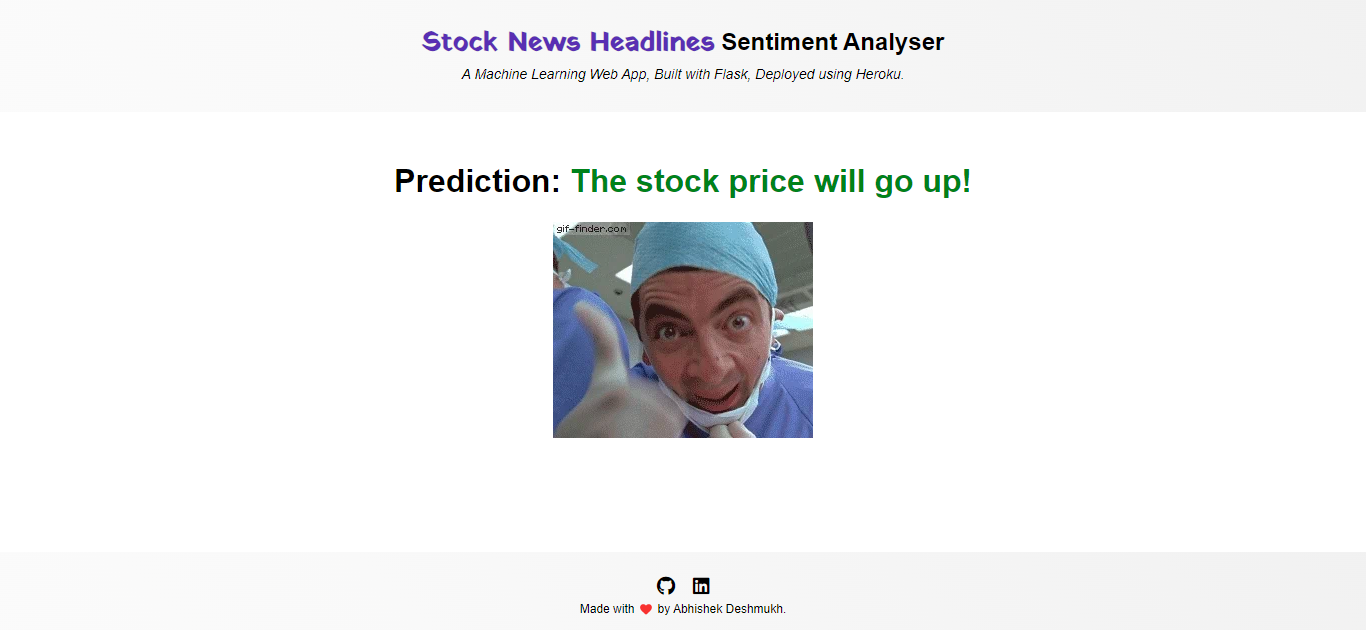 Stock News Headlines Sentiment Analyser
A Machine Learning Web App, Built with Flask, Deployed using Heroku.
Prediction: The stock price will go up!
gif-finder.com
in
Made with ❤ by Abhishek Deshmukh.